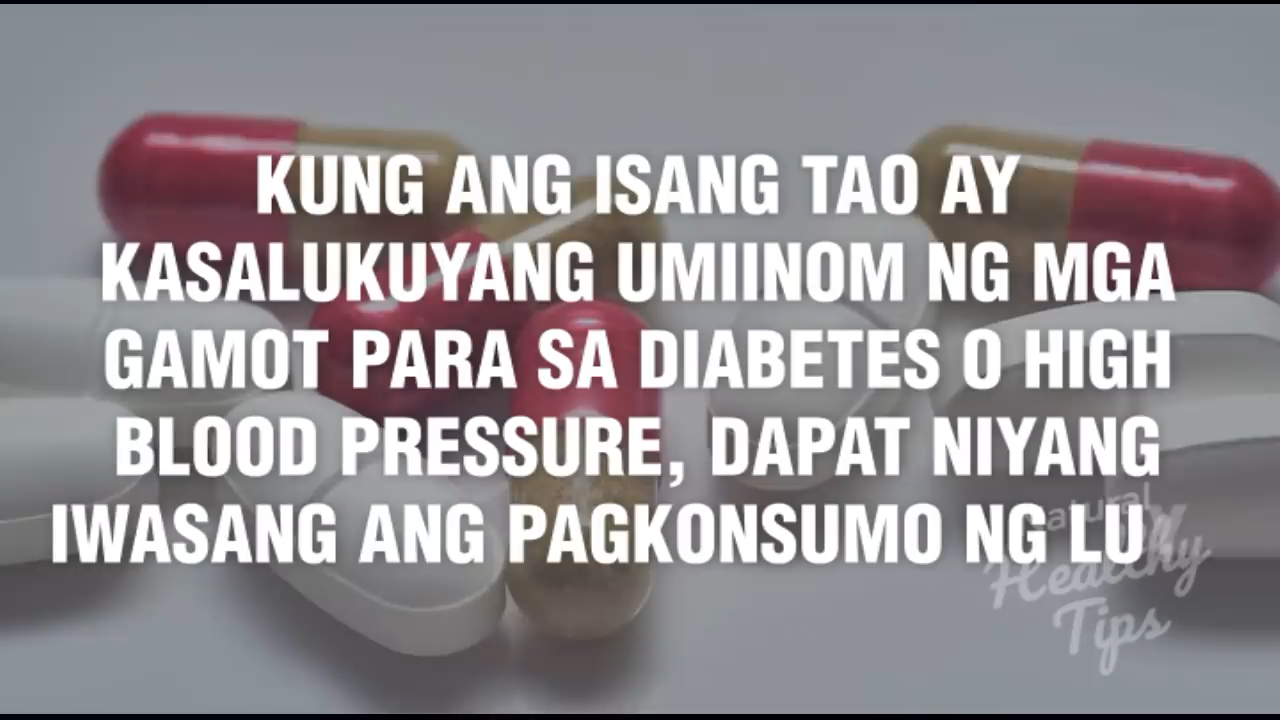 KUNG ANG ISANG TAO AY
KASALUKUYANG UMIINOM NG MGA
GAMOT PARA SA DIABETES O HIGH
BLOOD PRESSURE, DAPAT NIYANG
IWASANG ANG PAGKONSUMO NG LU
Natural
Healthy
Tips